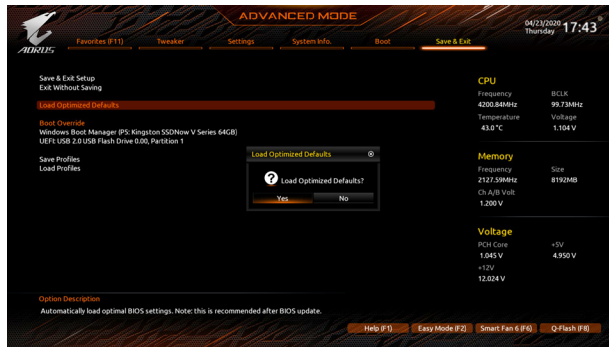 ADVANCED MODE
04/23/2020 Thursday 17:43
AORUS
Favorites (F11) Tweaker Settings System Info. Boot Save & Exit
Save & Exit Setup
Exit Without Saving
Load Optimized Defaults
Boot Override
Windows Boot Manager (P5: Kingston SSDNow V Series 64GB)
UEFI: USB 2.0 USB Flash Drive 0.00, Partition 1
Save Profiles
Load Profiles
Load Optimized Defaults
? Load Optimized Defaults?
Yes No
CPU
Frequency BCLK
4200.84MHz 99.73MHz
Temperature Voltage
43.0 °C 1.104 V
Memory
Frequency Size
2127.59MHz 8192MB
Ch A/B Volt
1.200 V
Voltage
PCH Core +5V
1.045 V 4.950 V
+12V
12.024 V
Option Description
Automatically load optimal BIOS settings. Note: this is recommended after BIOS update.
Help (F1) Easy Mode (F2) Smart Fan 6 (F6) Q-Flash (F8)